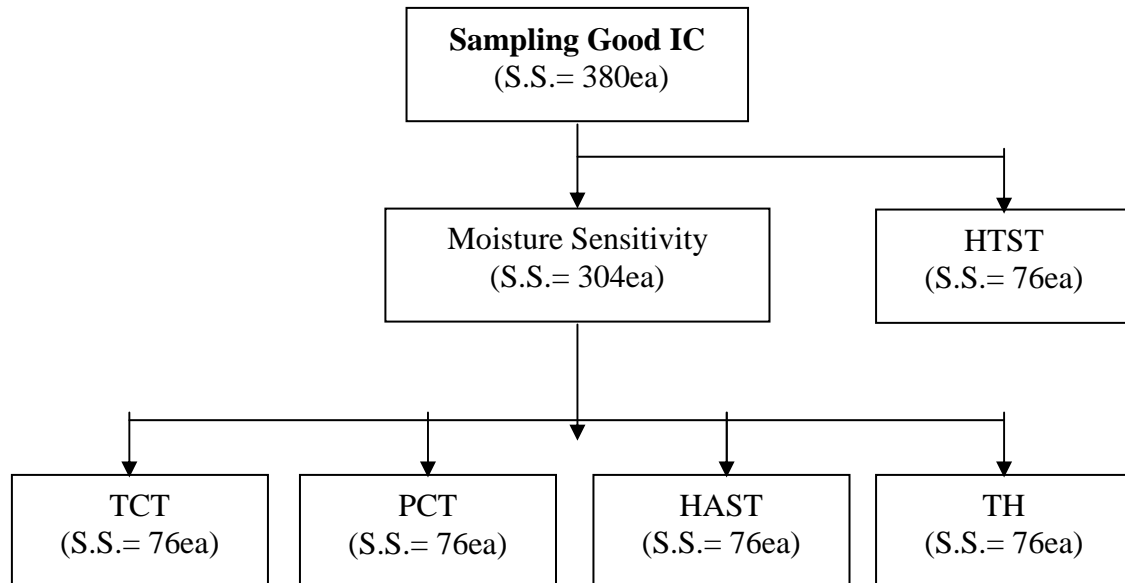 Sampling Good IC
(S.S.= 380ea)
Moisture Sensitivity
(S.S.= 304ea)
HTST
(S.S.= 76ea)
TCT
(S.S.= 76ea)
PCT
(S.S.= 76ea)
HAST
(S.S.= 76ea)
TH
(S.S.= 76ea)